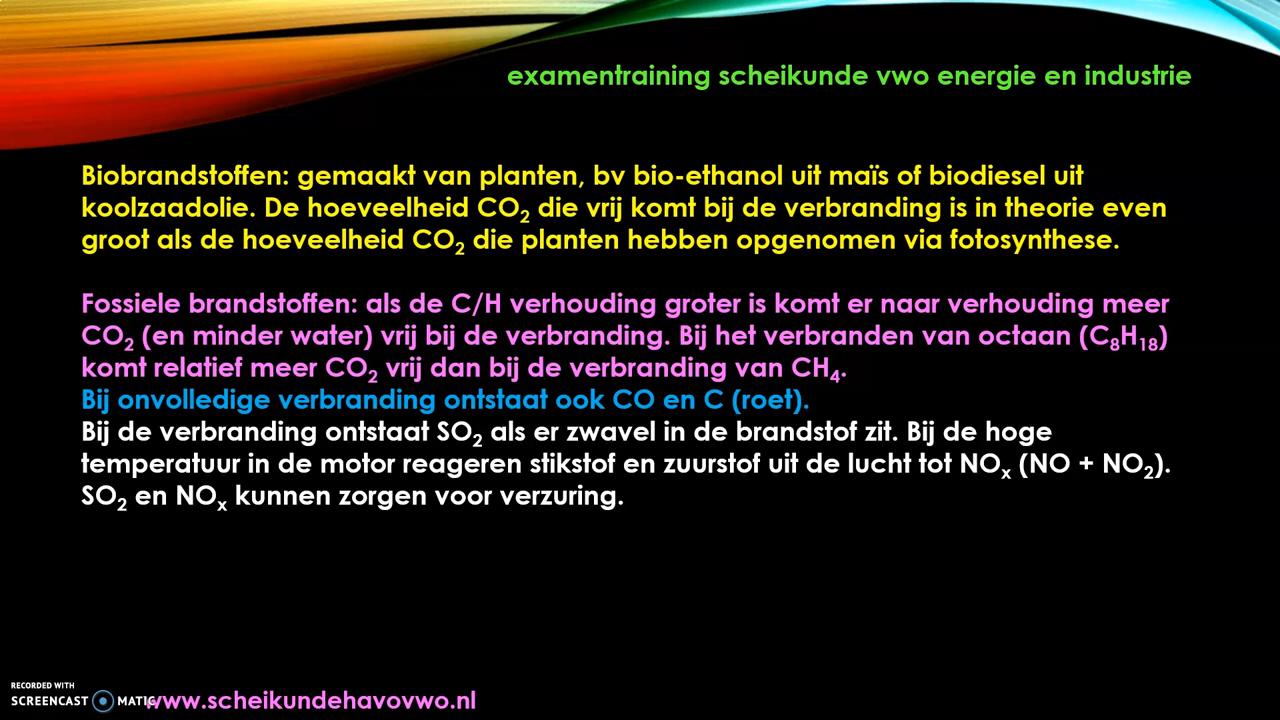 examentraining scheikunde vwo energie en industrie
Biobrandstoffen: gemaakt van planten, bv bio-ethanol uit maïs of biodiesel uit
koolzaadolie. De hoeveelheid CO₂ die vrij komt bij de verbranding is in theorie even
groot als de hoeveelheid CO₂ die planten hebben opgenomen via fotosynthese.
Fossiele brandstoffen: als de C/H verhouding groter is komt er naar verhouding meer
CO₂ (en minder water) vrij bij de verbranding. Bij het verbranden van octaan (C₈H₁₈)
komt relatief meer CO₂ vrij dan bij de verbranding van CH₄.
Bij onvolledige verbranding ontstaat ook CO en C (roet).
Bij de verbranding ontstaat SO₂ als er zwavel in de brandstof zit. Bij de hoge
temperatuur in de motor reageren stikstof en zuurstof uit de lucht tot NOₓ (NO + NO₂).
SO₂ en NOₓ kunnen zorgen voor verzuring.
RECORDED WITH
SCREENCAST MATIC
www.scheikundehavovwo.nl